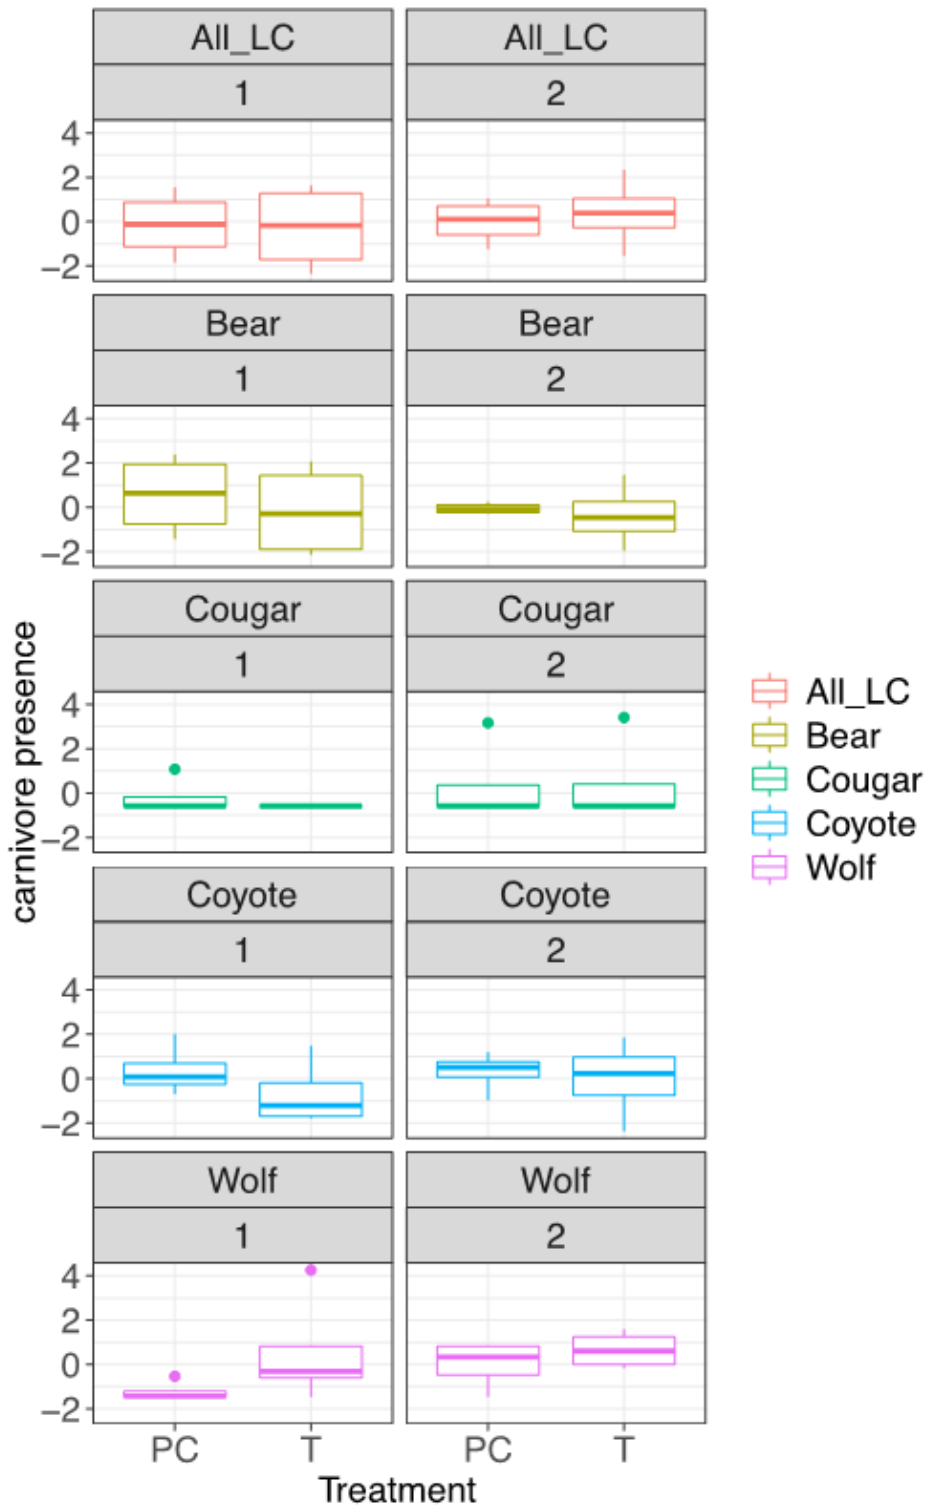 All_LC All_LC
1 2
4
2
0
−2
Bear Bear
1 2
4
2
0
−2
Cougar Cougar
1 2
4
2
0
−2
Coyote Coyote
1 2
4
2
0
−2
Wolf Wolf
1 2
4
2
0
−2
PC T PC T
Treatment
carnivore presence
All_LC
Bear
Cougar
Coyote
Wolf